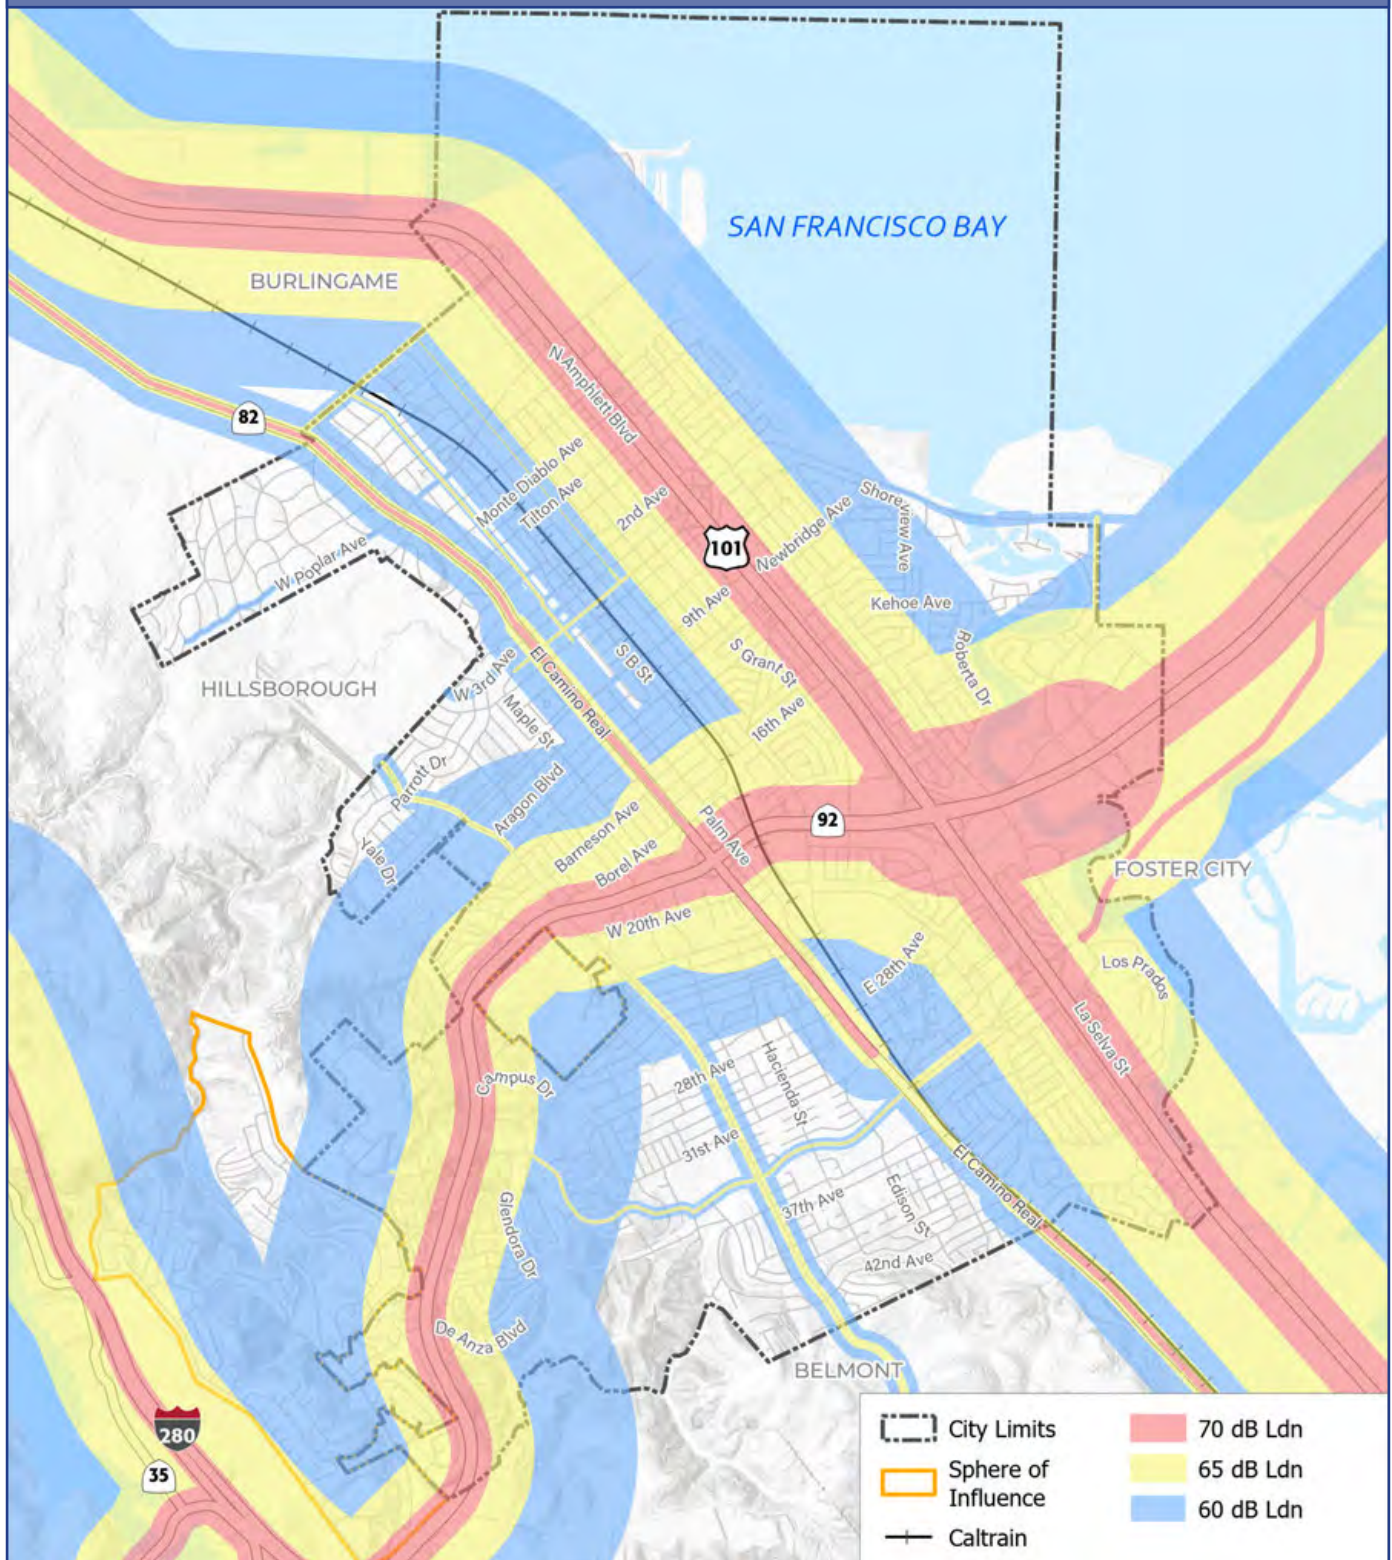 SAN FRANCISCO BAY
BURLINGAME
N Amphlett Blvd
82
Monte Diablo Ave
Tilton Ave
2nd Ave
Shoreview Ave
101
Newbridge Ave
W Poplar Ave
9th Ave
Kehoe Ave
S B St
S Grant St
Roberta Dr
El Camino Real
W 3rd Ave
HILLSBOROUGH
Maple St
16th Ave
Parrott Dr
Aragon Blvd
Palm Ave
92
Barneson Ave
Yale Dr
Borel Ave
FOSTER CITY
W 20th Ave
E 28th Ave
Los Prados
La Selva St
Hacienda St
28th Ave
Campus Dr
31st Ave
El Camino Real
37th Ave
Edison St
Glendora Dr
42nd Ave
De Anza Blvd
BELMONT
280
35
City Limits
Sphere of
Influence
Caltrain
70 dB Ldn
65 dB Ldn
60 dB Ldn